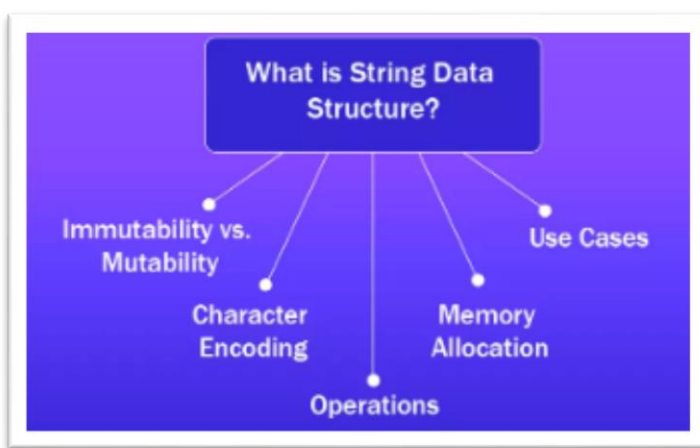 What is String Data
Structure?
Immutability vs.
Mutability
Character
Encoding
Operations
Memory
Allocation
Use Cases